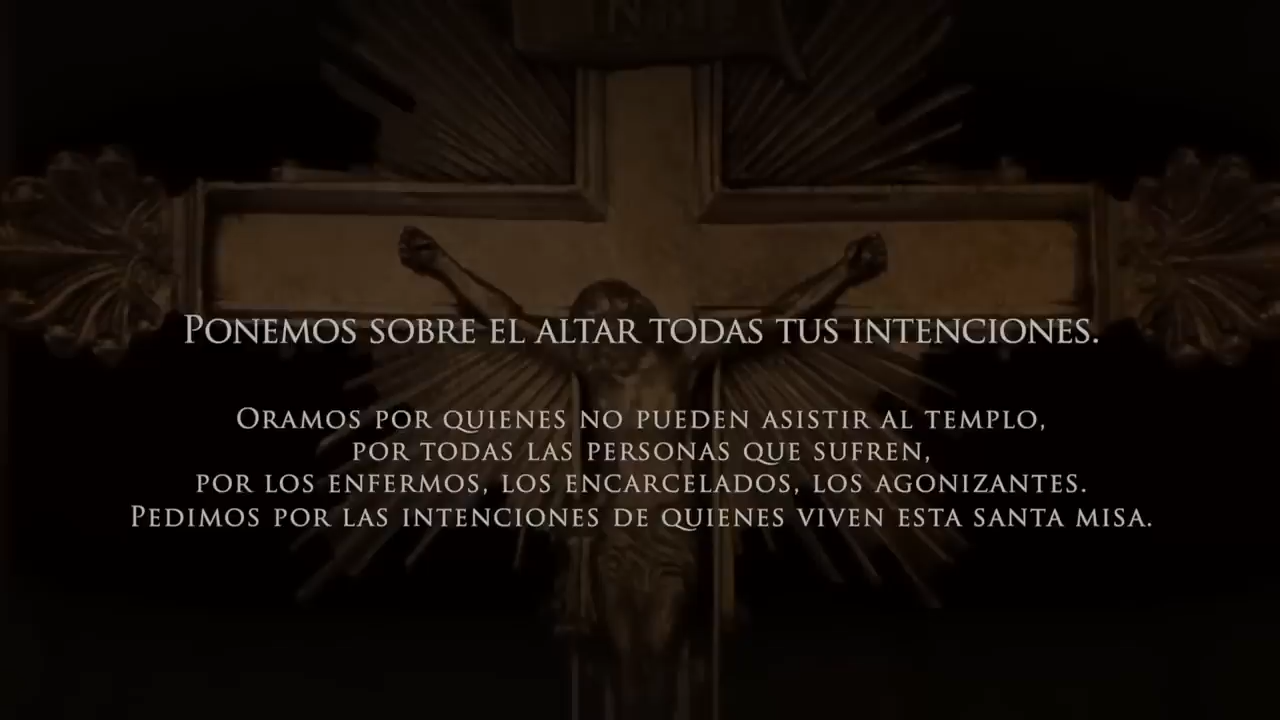 PONEMOS SOBRE EL ALTAR TODAS TUS INTENCIONES.
ORAMOS POR QUIENES NO PUEDEN ASISTIR AL TEMPLO,
POR TODAS LAS PERSONAS QUE SUFREN,
POR LOS ENFERMOS, LOS ENCARCELADOS, LOS AGONIZANTES.
PEDIMOS POR LAS INTENCIONES DE QUIENES VIVEN ESTA SANTA MISA.